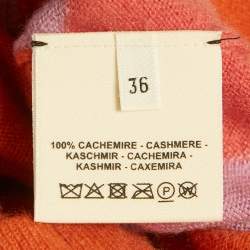 36
100% CACHEMIRE - CASHMERE -
KASCHMIR - CACHEMIRA -
KASHMIR - CAXEMIRA